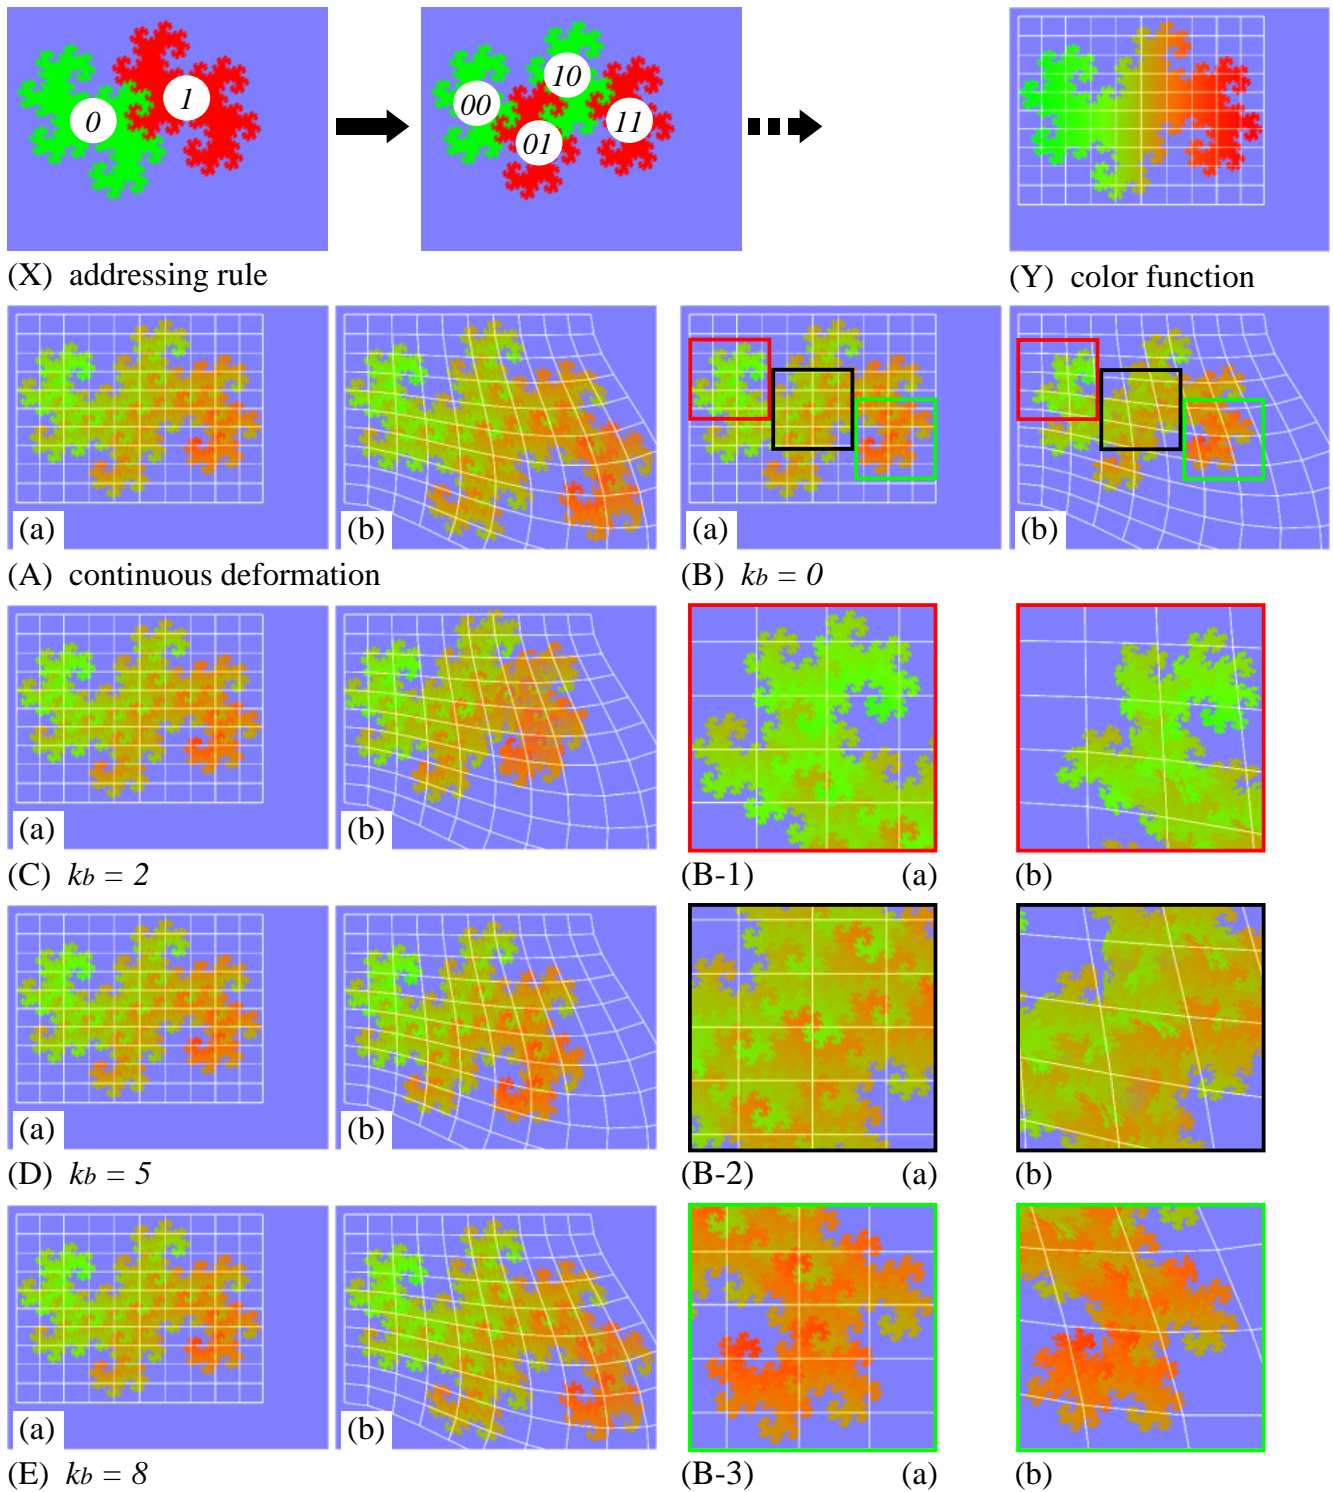 0
1
00
10
01
11
(X) addressing rule
(Y) color function
(a)
(b)
(a)
(b)
(A) continuous deformation
(B) kb = 0
(a)
(b)
(C) kb = 2
(B-1) (a)
(b)
(a)
(b)
(D) kb = 5
(B-2) (a)
(b)
(a)
(b)
(E) kb = 8
(B-3) (a)
(b)